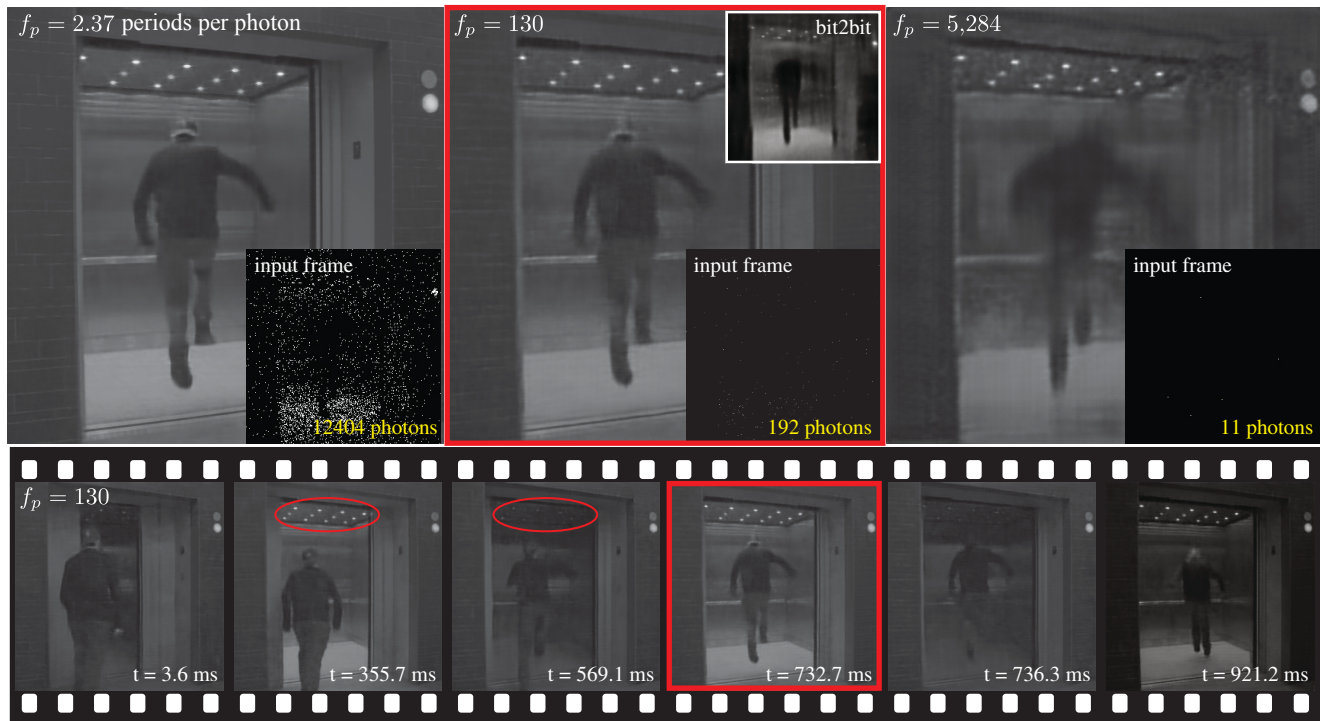 f_p = 2.37 periods per photon
f_p = 130
bit2bit
f_p = 5,284
input frame
input frame
input frame
12404 photons
192 photons
11 photons
f_p = 130
t = 3.6 ms
t = 355.7 ms
t = 569.1 ms
t = 732.7 ms
t = 736.3 ms
t = 921.2 ms